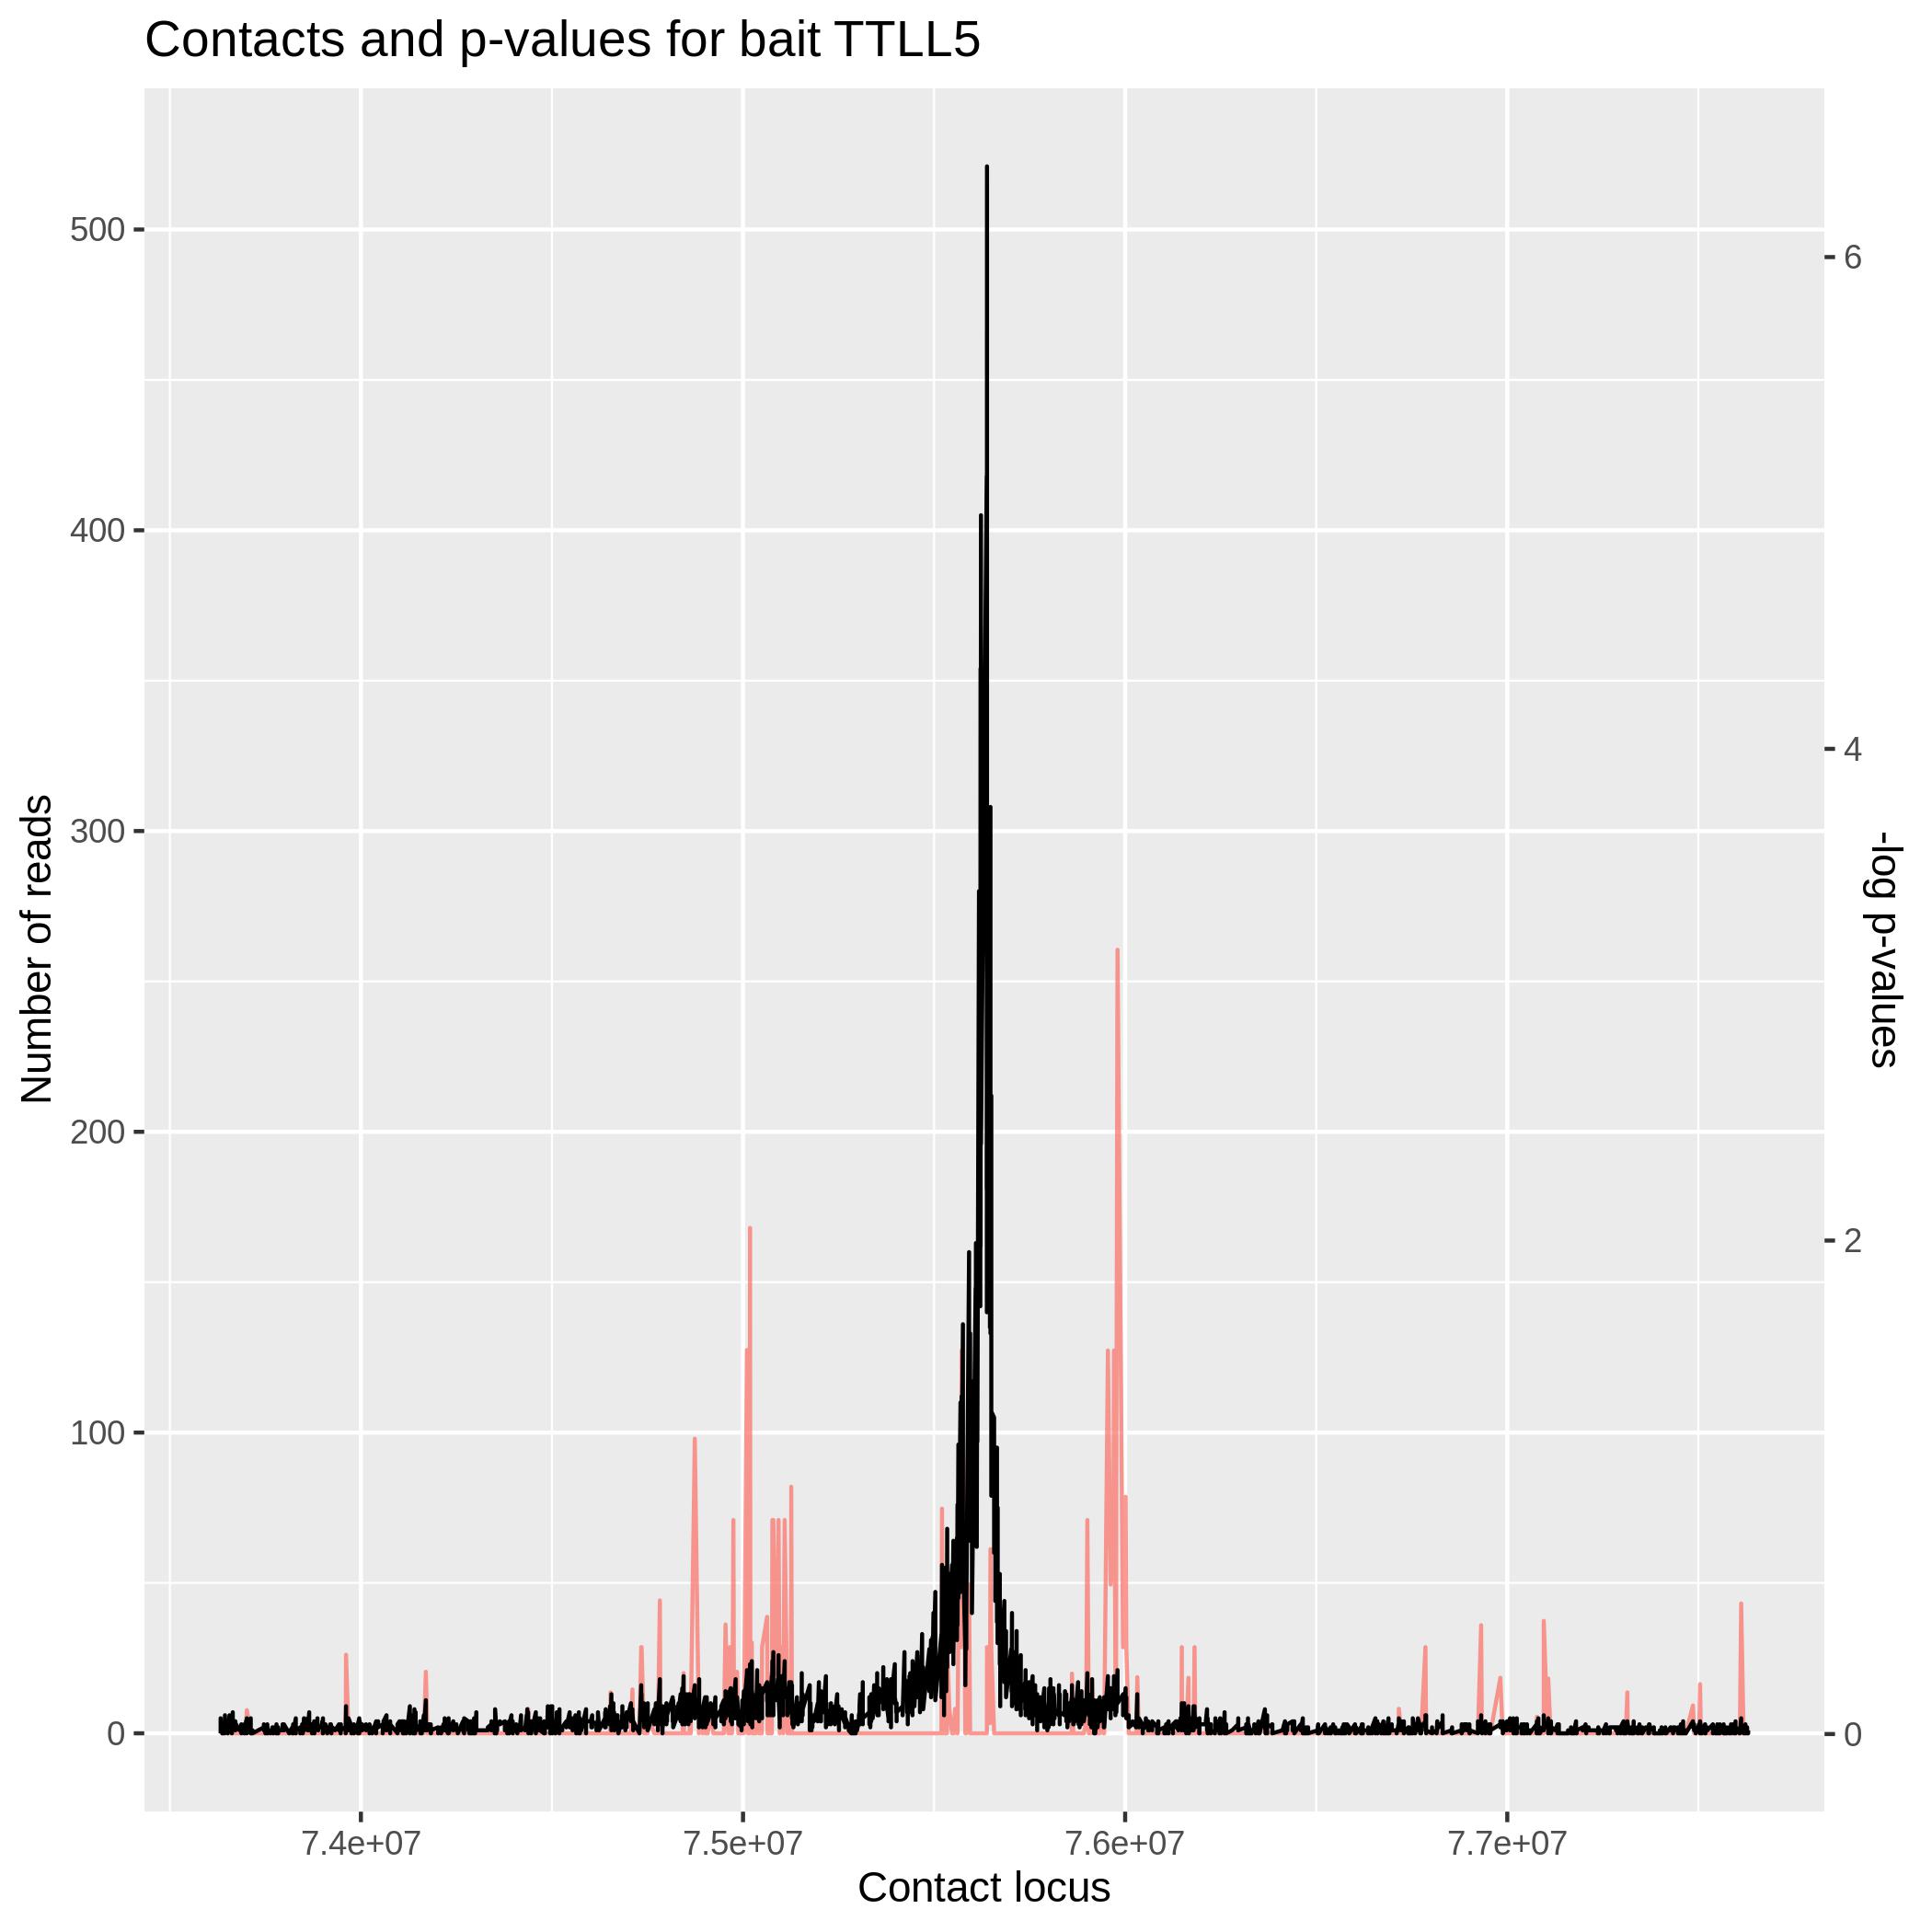 Contacts and p-values for bait TTLL5
Number of reads
500
400
300
200
100
0
6
4
2
0
-log p-values
7.4e+07 7.5e+07 7.6e+07 7.7e+07
Contact locus